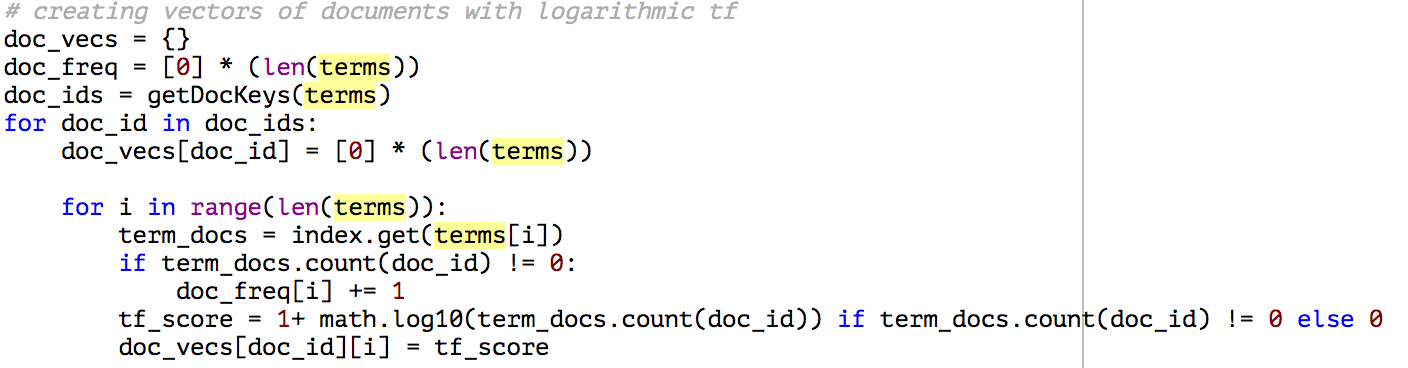 # creating vectors of documents with logarithmic tf
doc_vecs = {}
doc_freq = [0] * (len(terms))
doc_ids = getDocKeys(terms)
for doc_id in doc_ids:
    doc_vecs[doc_id] = [0] * (len(terms))

    for i in range(len(terms)):
        term_docs = index.get(terms[i])
        if term_docs.count(doc_id) != 0:
            doc_freq[i] += 1
        tf_score = 1+ math.log10(term_docs.count(doc_id)) if term_docs.count(doc_id) != 0 else 0
        doc_vecs[doc_id][i] = tf_score